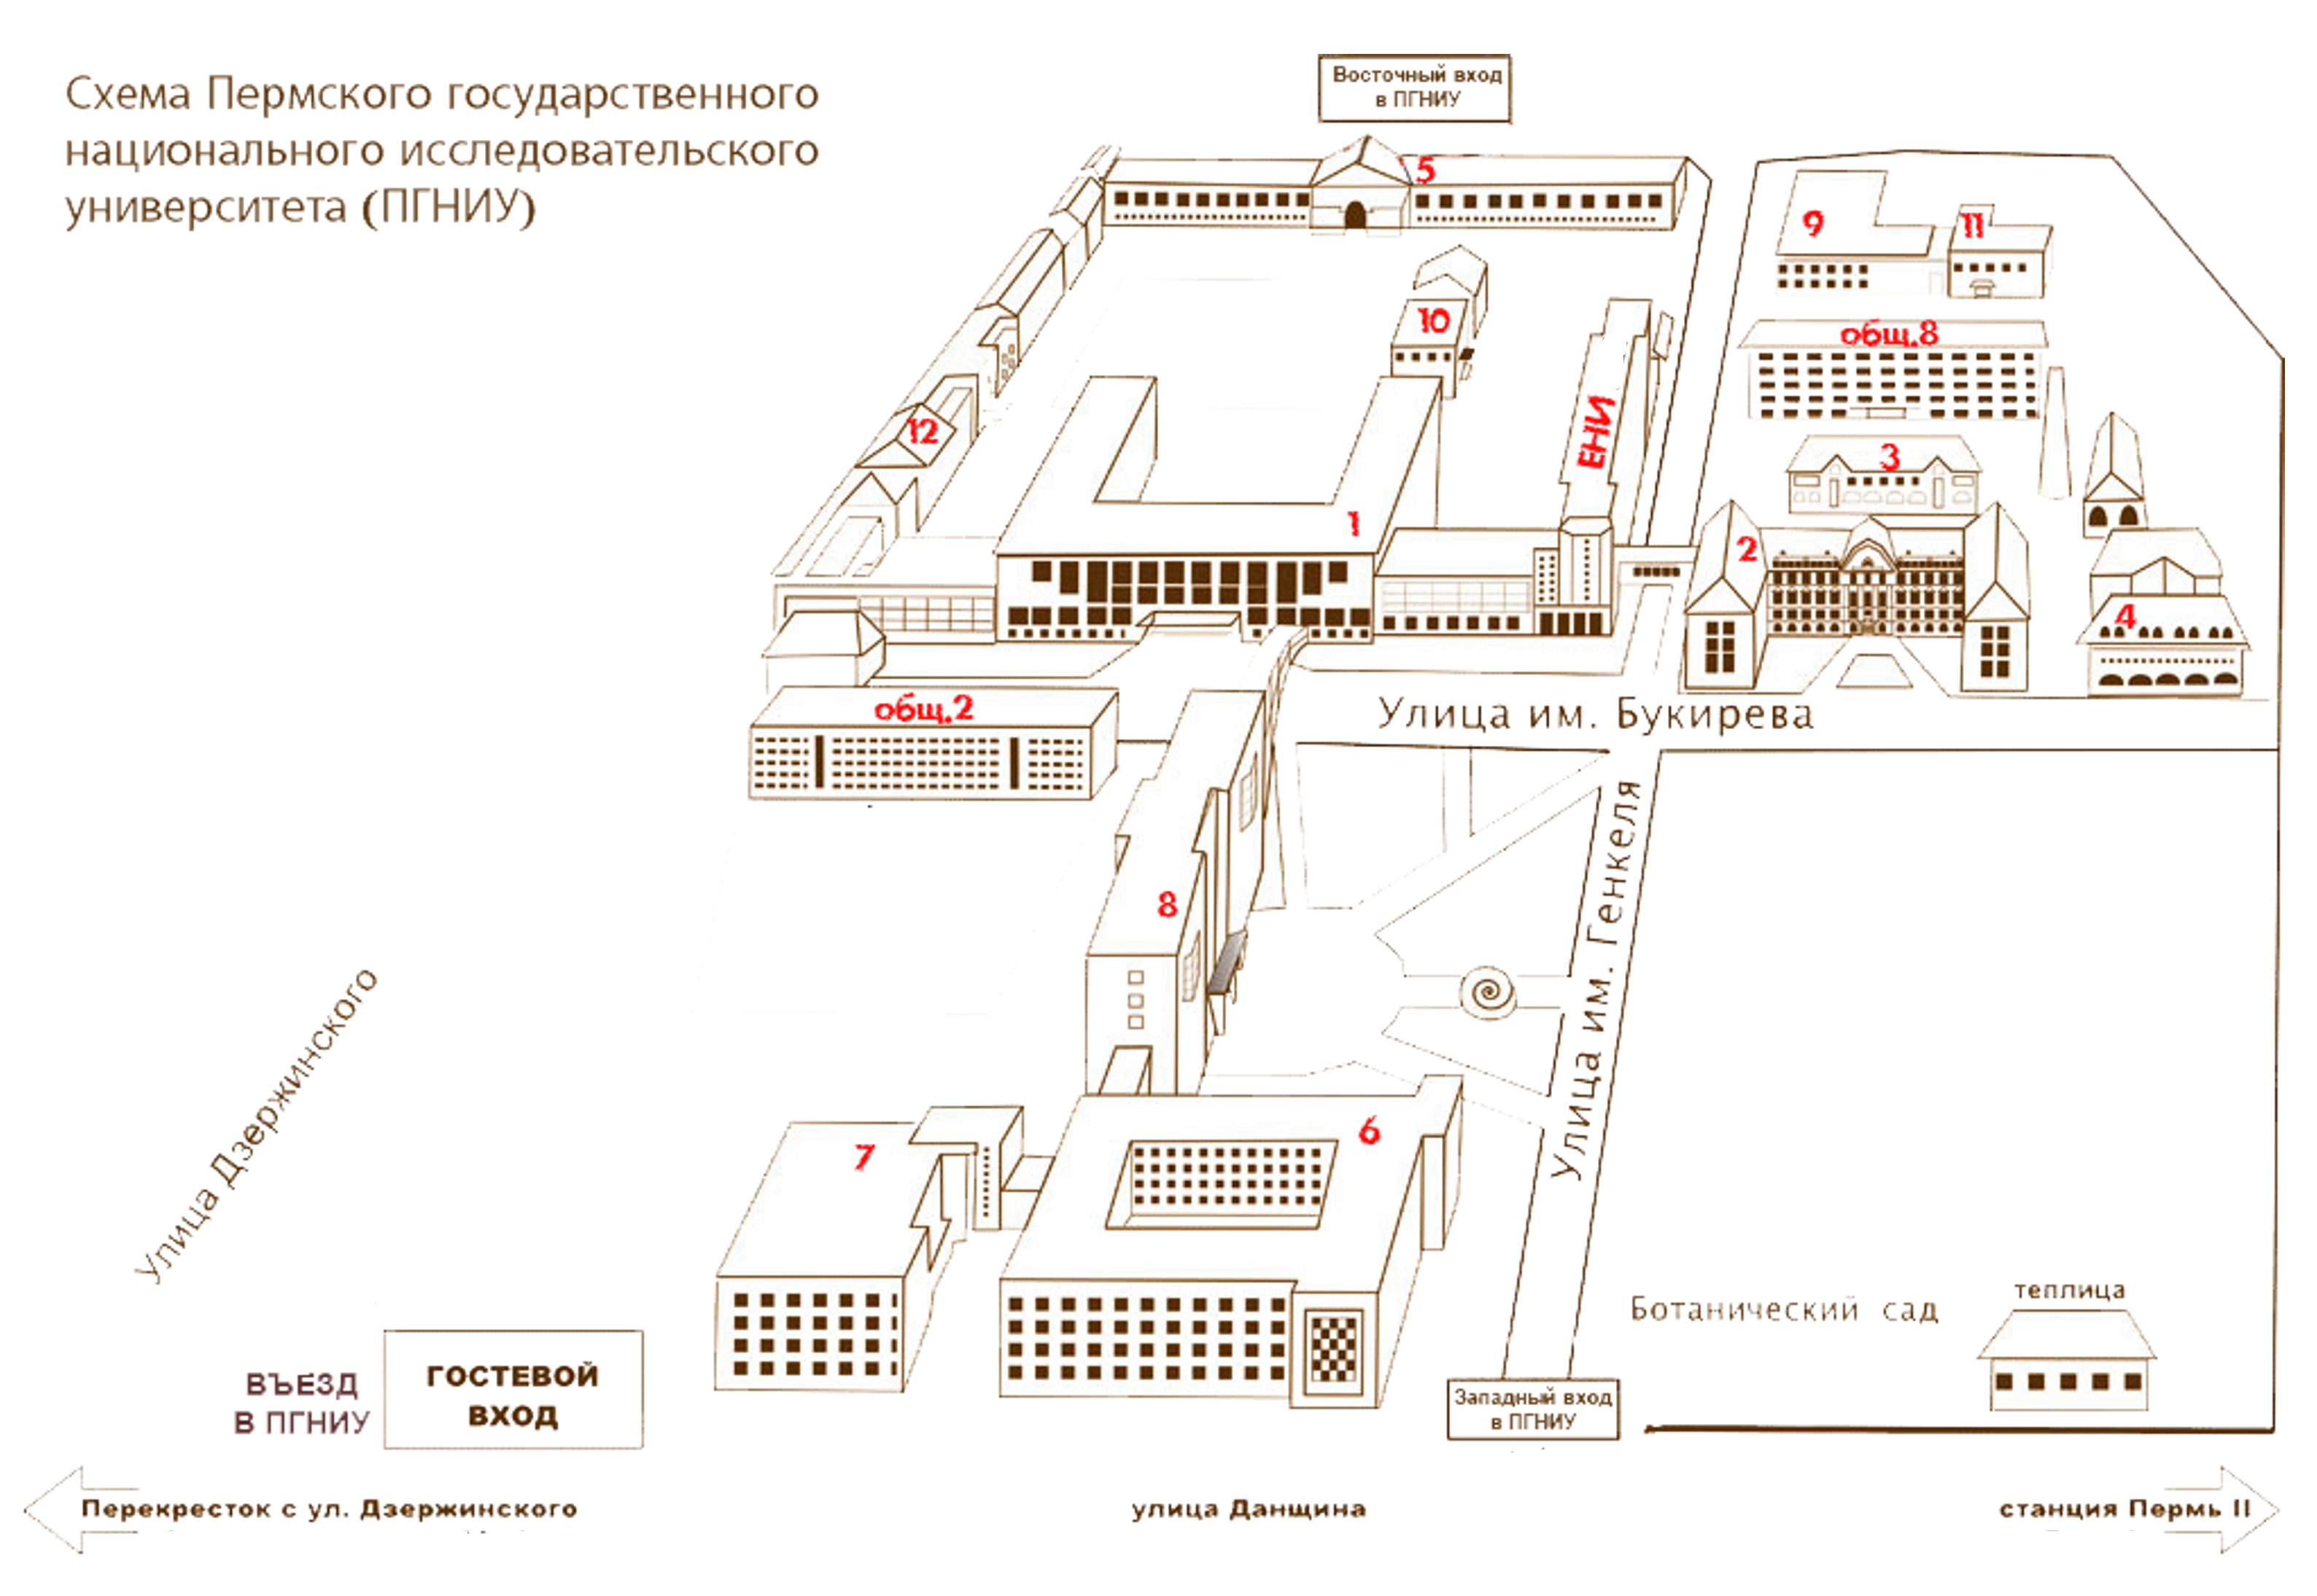 Схема Пермского государственного
национального исследовательского
университета (ПГНИУ)
Восточный вход
в ПГНИУ
5
9
11
10
общ.8
12
ЕНИ
3
1
2
4
общ.2
Улица им. Букирева
Улица им. Генкеля
8
Улица Дзержинского
7
6
Ботанический сад
теплица
ВЪЕЗД
В ПГНИУ
ГОСТЕВОЙ
ВХОД
Западный вход
в ПГНИУ
Перекресток с ул. Дзержинского
улица Данщина
станция Пермь II